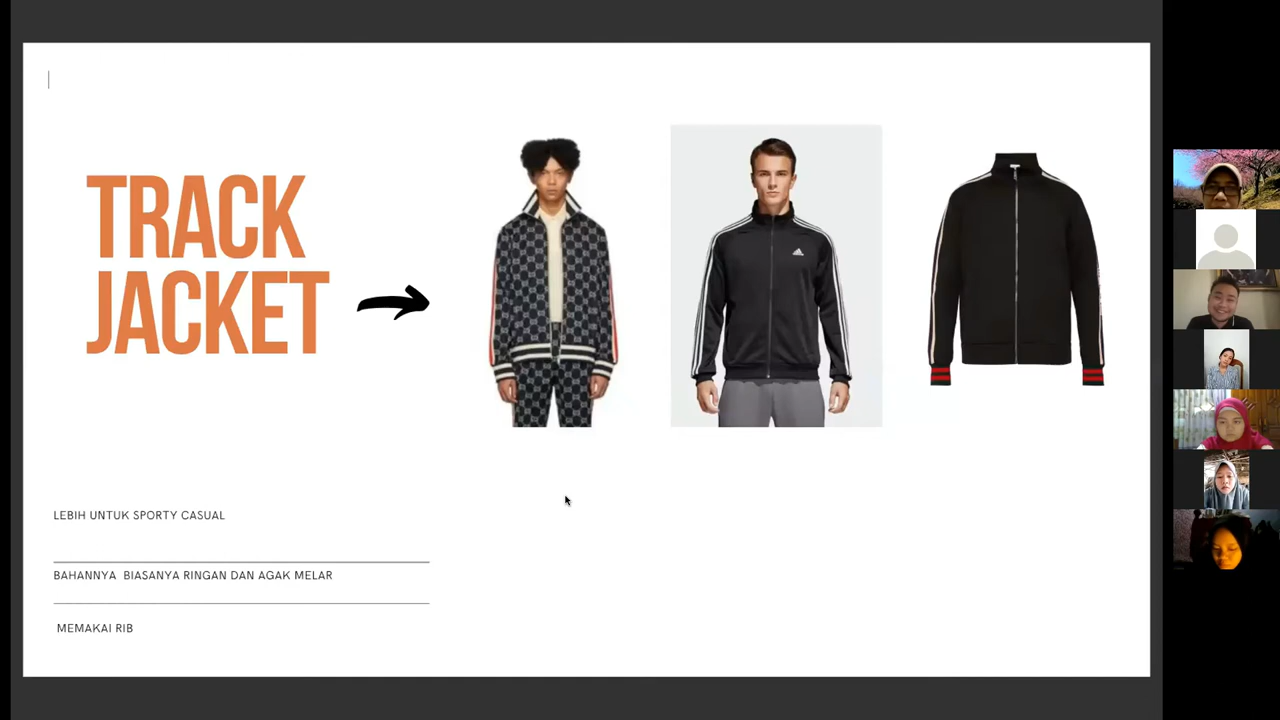 TRACK
JACKET
LEBIH UNTUK SPORTY CASUAL
BAHANNYA BIASANYA RINGAN DAN AGAK MELAR
MEMAKAI RIB